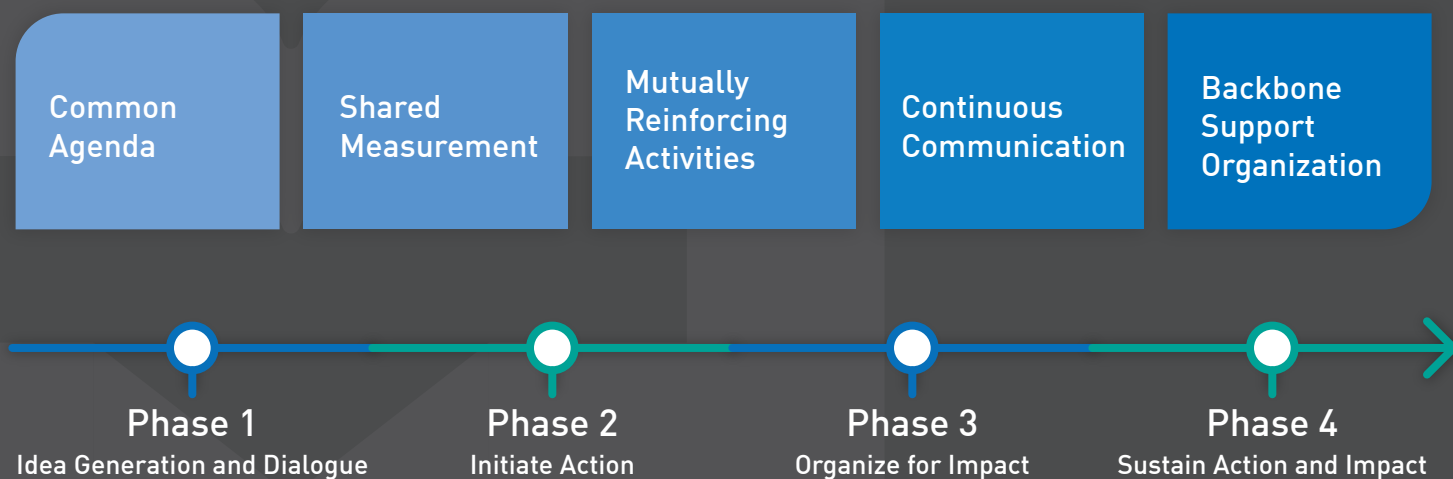 Common
Agenda
Shared
Measurement
Mutually
Reinforcing
Activities
Continuous
Communication
Backbone
Support
Organization
Phase 1
Idea Generation and Dialogue
Phase 2
Initiate Action
Phase 3
Organize for Impact
Phase 4
Sustain Action and Impact